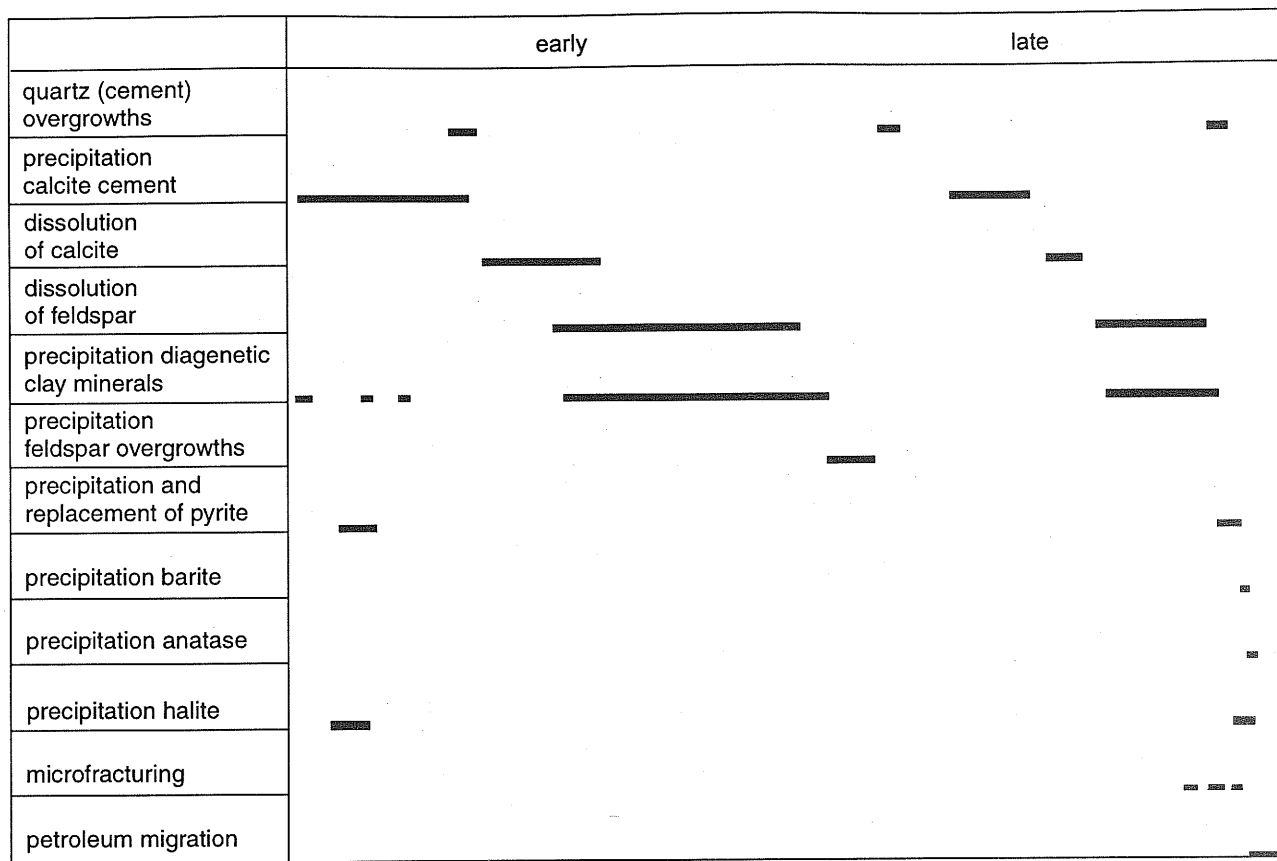 early late
quartz (cement)
overgrowths
precipitation
calcite cement
dissolution
of calcite
dissolution
of feldspar
precipitation diagenetic
clay minerals
precipitation
feldspar overgrowths
precipitation and
replacement of pyrite
precipitation barite
precipitation anatase
precipitation halite
microfracturing
petroleum migration